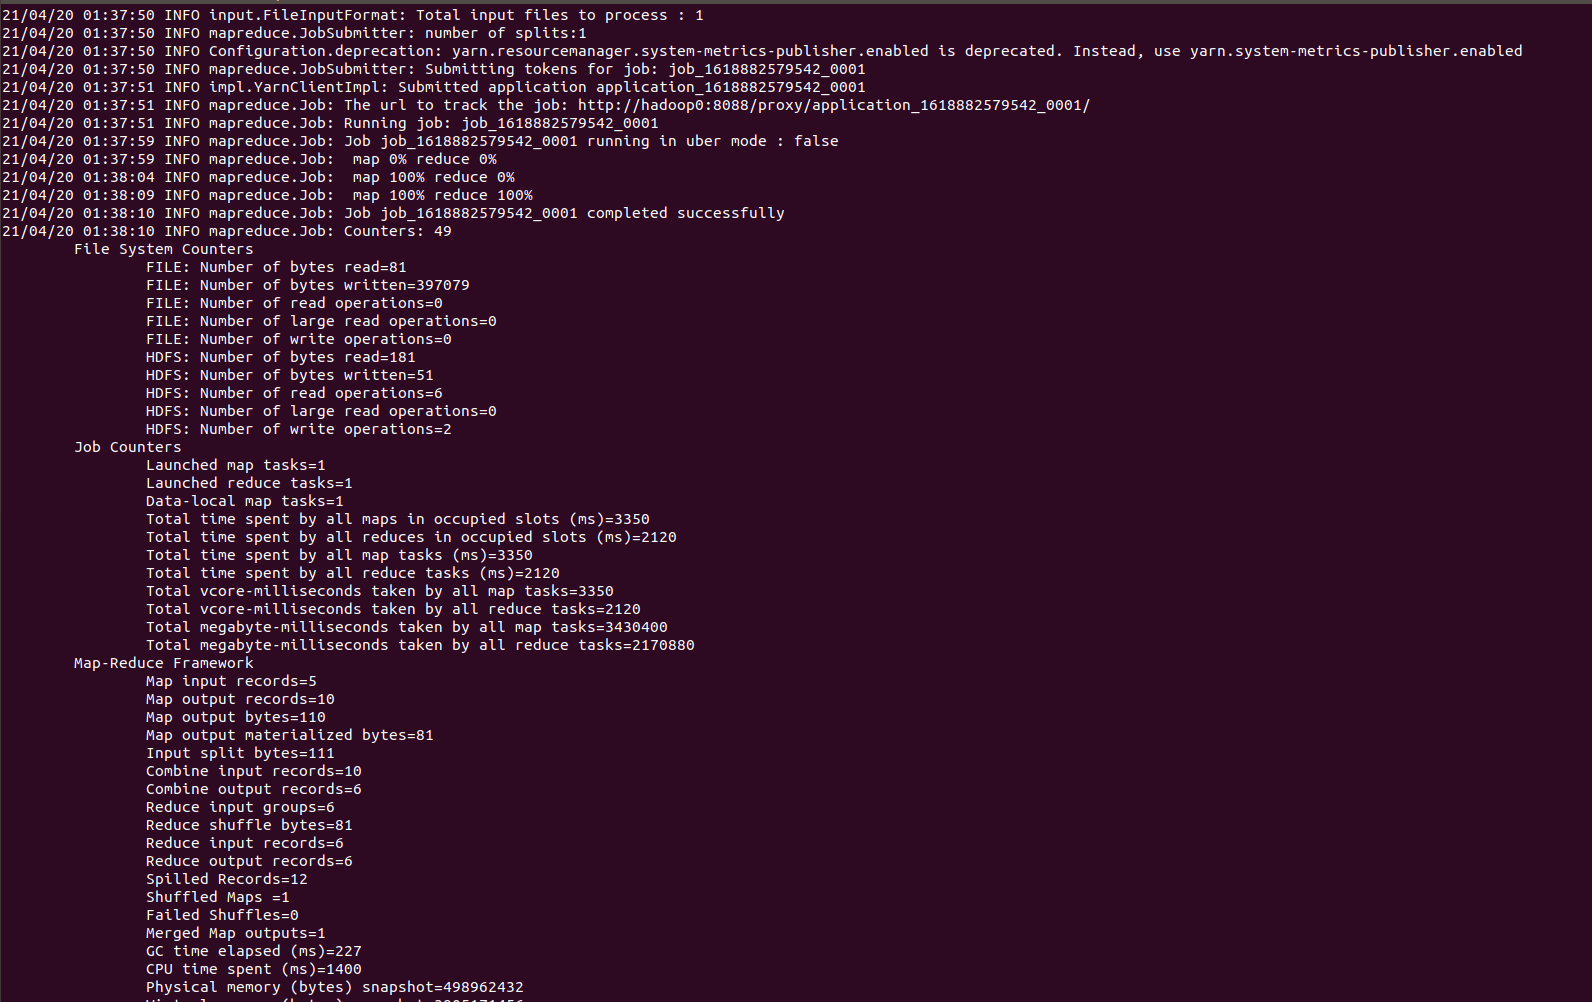 21/04/20 01:37:50 INFO input.FileInputFormat: Total input files to process : 1
21/04/20 01:37:50 INFO mapreduce.JobSubmitter: number of splits:1
21/04/20 01:37:50 INFO Configuration.deprecation: yarn.resourcemanager.system-metrics-publisher.enabled is deprecated. Instead, use yarn.system-metrics-publisher.enabled
21/04/20 01:37:50 INFO mapreduce.JobSubmitter: Submitting tokens for job: job_1618882579542_0001
21/04/20 01:37:51 INFO impl.YarnClientImpl: Submitted application application_1618882579542_0001
21/04/20 01:37:51 INFO mapreduce.Job: The url to track the job: http://hadoop0:8088/proxy/application_1618882579542_0001/
21/04/20 01:37:51 INFO mapreduce.Job: Running job: job_1618882579542_0001
21/04/20 01:37:59 INFO mapreduce.Job: Job job_1618882579542_0001 running in uber mode : false
21/04/20 01:37:59 INFO mapreduce.Job:  map 0% reduce 0%
21/04/20 01:38:04 INFO mapreduce.Job:  map 100% reduce 0%
21/04/20 01:38:09 INFO mapreduce.Job:  map 100% reduce 100%
21/04/20 01:38:10 INFO mapreduce.Job: Job job_1618882579542_0001 completed successfully
21/04/20 01:38:10 INFO mapreduce.Job: Counters: 49
File System Counters
FILE: Number of bytes read=81
FILE: Number of bytes written=397079
FILE: Number of read operations=0
FILE: Number of large read operations=0
FILE: Number of write operations=0
HDFS: Number of bytes read=181
HDFS: Number of bytes written=51
HDFS: Number of read operations=6
HDFS: Number of large read operations=0
HDFS: Number of write operations=2
Job Counters
Launched map tasks=1
Launched reduce tasks=1
Data-local map tasks=1
Total time spent by all maps in occupied slots (ms)=3350
Total time spent by all reduces in occupied slots (ms)=2120
Total time spent by all map tasks (ms)=3350
Total time spent by all reduce tasks (ms)=2120
Total vcore-milliseconds taken by all map tasks=3350
Total vcore-milliseconds taken by all reduce tasks=2120
Total megabyte-milliseconds taken by all map tasks=3430400
Total megabyte-milliseconds taken by all reduce tasks=2170880
Map-Reduce Framework
Map input records=5
Map output records=10
Map output bytes=110
Map output materialized bytes=81
Input split bytes=111
Combine input records=10
Combine output records=6
Reduce input groups=6
Reduce shuffle bytes=81
Reduce input records=6
Reduce output records=6
Spilled Records=12
Shuffled Maps =1
Failed Shuffles=0
Merged Map outputs=1
GC time elapsed (ms)=227
CPU time spent (ms)=1400
Physical memory (bytes) snapshot=498962432